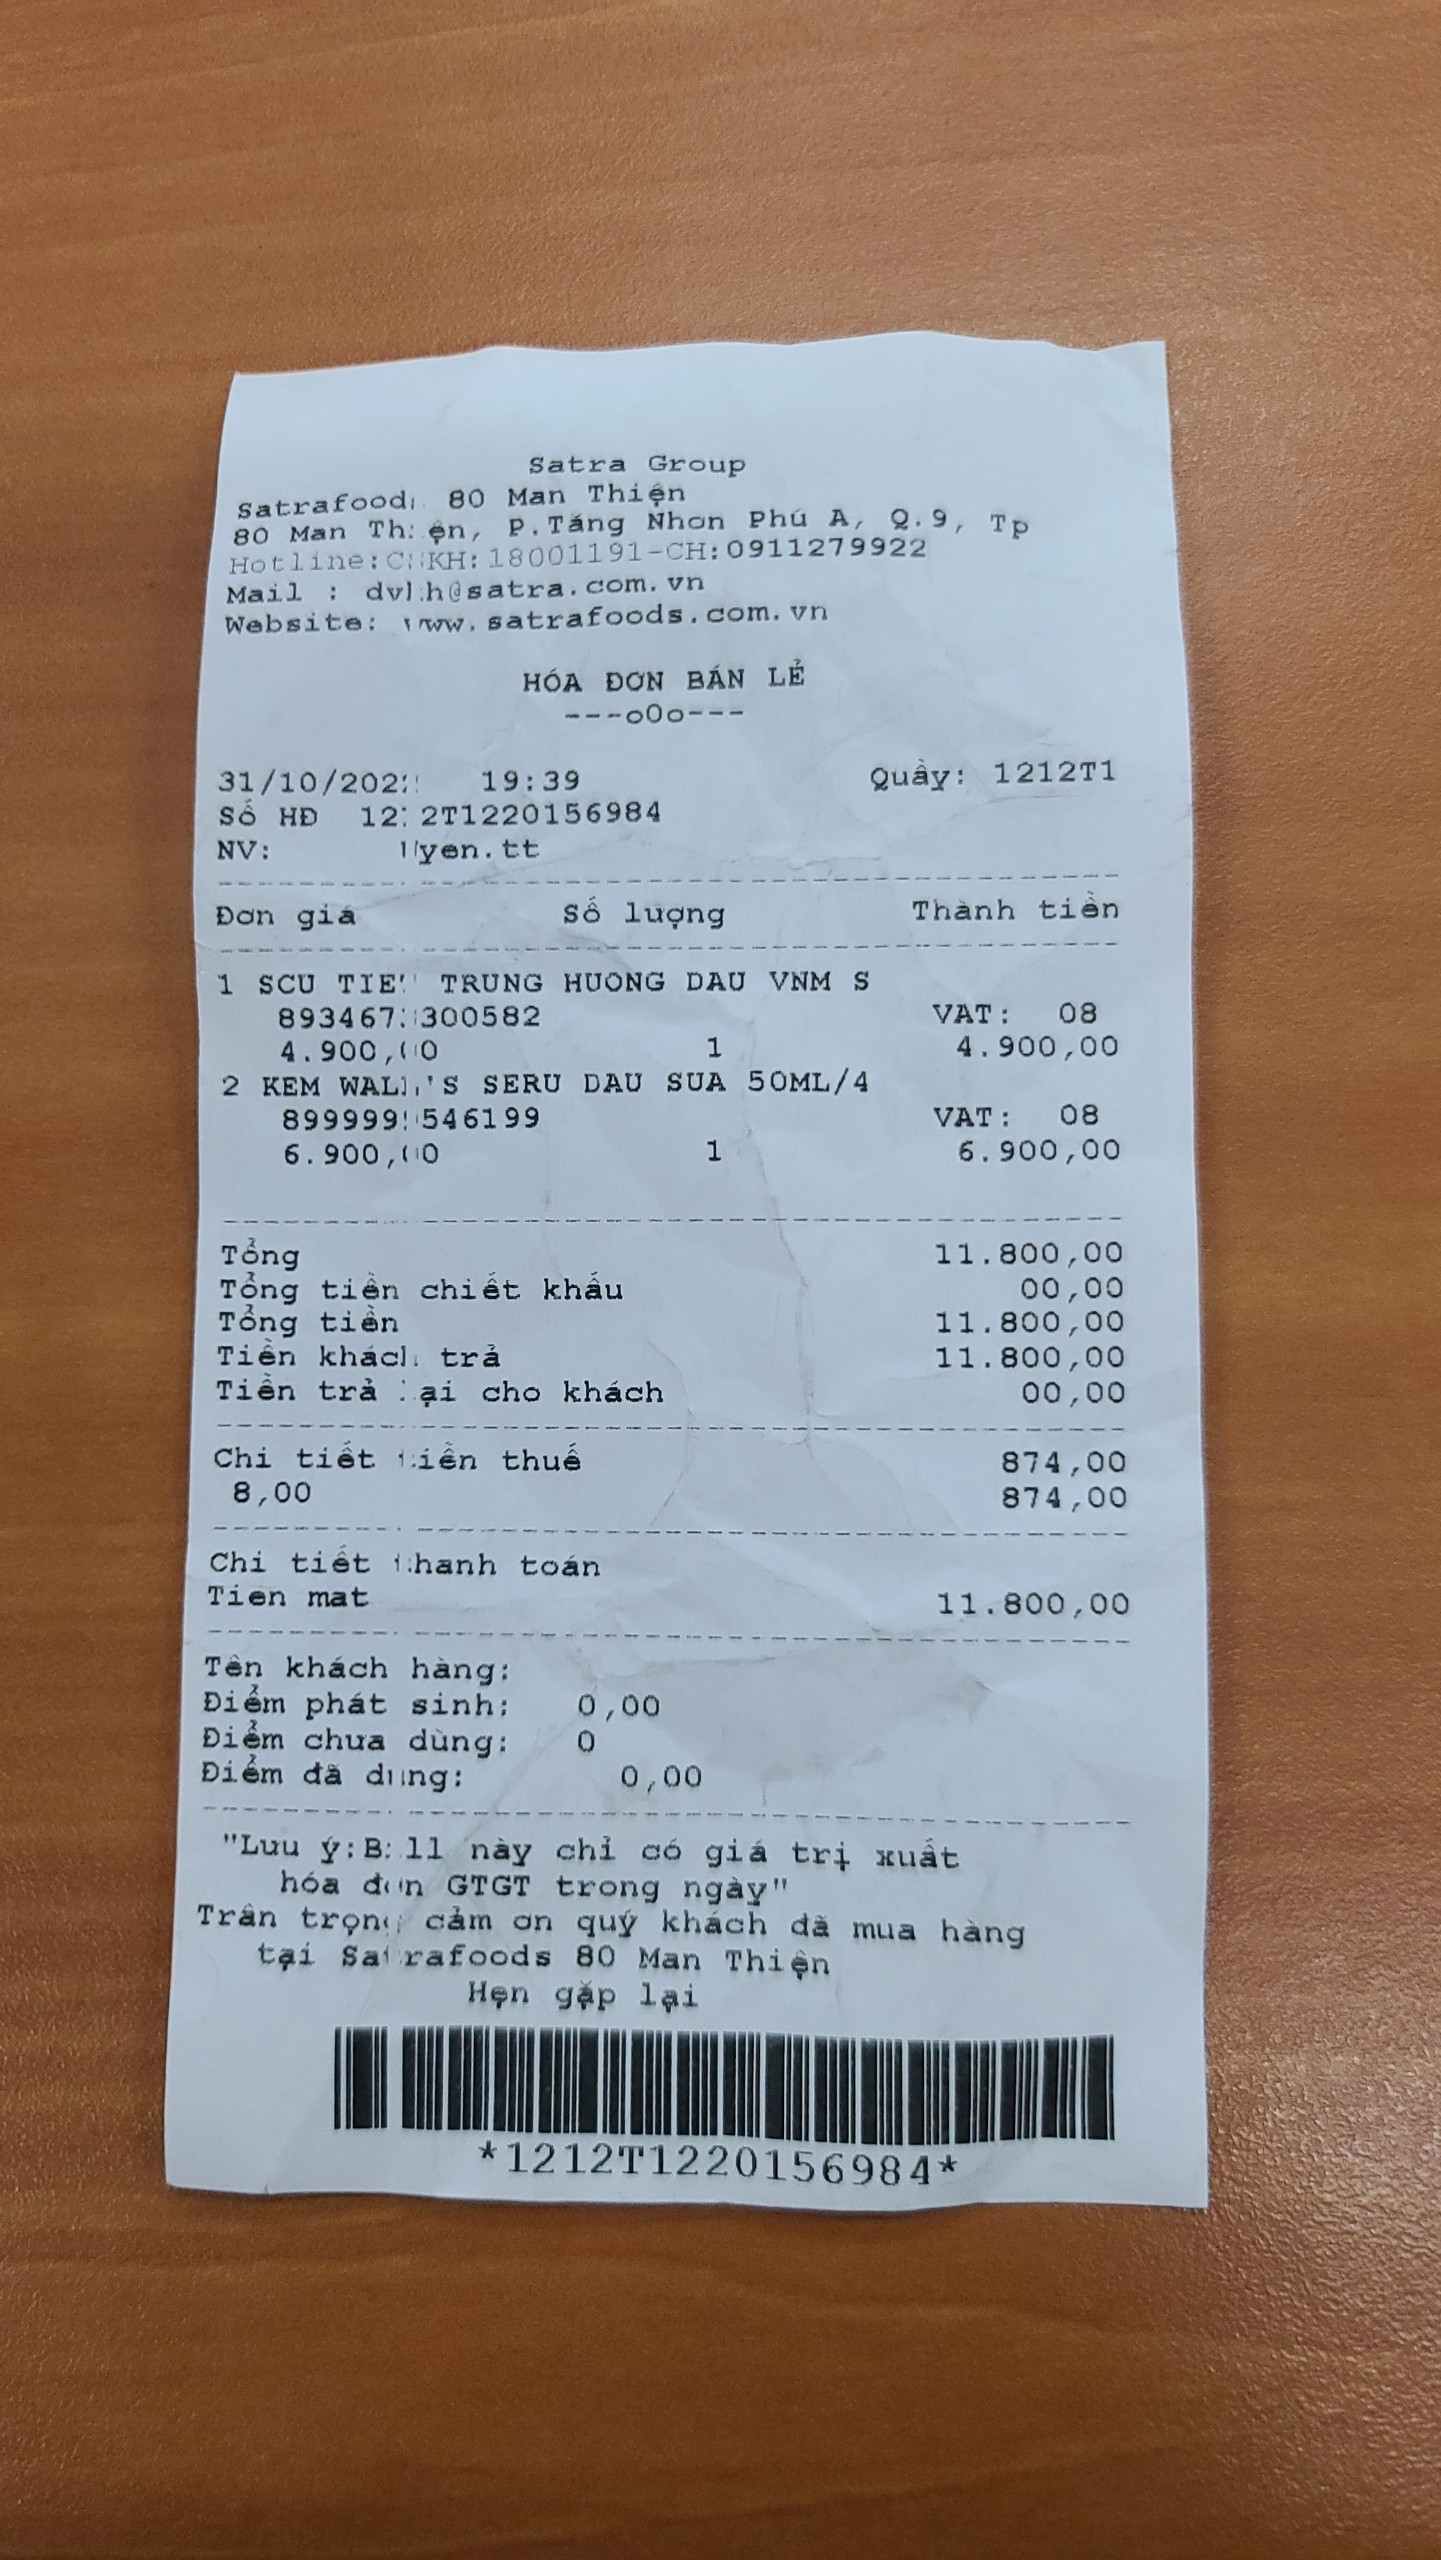 Satra Group
Satrafoods 80 Man Thiện
80 Man Thiện, P.Tăng Nhơn Phú A, Q.9, Tp
Hotline:CSKH:18001191-CH:0911279922
Mail : dvkh@satra.com.vn
Website: www.satrafoods.com.vn
HÓA ĐƠN BÁN LẺ
---oOo---
31/10/2022 19:39 Quầy: 1212T1
Số HĐ 1212T1220156984
NV: yen.tt
Đơn giá Số lượng Thành tiền
1 SCU TIET TRUNG HUONG DAU VNM S
8934673300582 VAT: 08
4.900,00 1 4.900,00
2 KEM WALL'S SERU DAU SUA 50ML/4
8999999546199 VAT: 08
6.900,00 1 6.900,00
Tổng 11.800,00
Tổng tiền chiết khấu 00,00
Tổng tiền 11.800,00
Tiền khách trả 11.800,00
Tiền trả lại cho khách 00,00
Chi tiết tiền thuế 874,00
8,00 874,00
Chi tiết thanh toán
Tien mat 11.800,00
Tên khách hàng:
Điểm phát sinh: 0,00
Điểm chưa dùng: 0
Điểm đã dùng: 0,00
"Lưu ý:Bill này chỉ có giá trị xuất
hóa đơn GTGT trong ngày"
Trân trọng cảm ơn quý khách đã mua hàng
tại Satrafoods 80 Man Thiện
Hẹn gặp lại
*1212T1220156984*